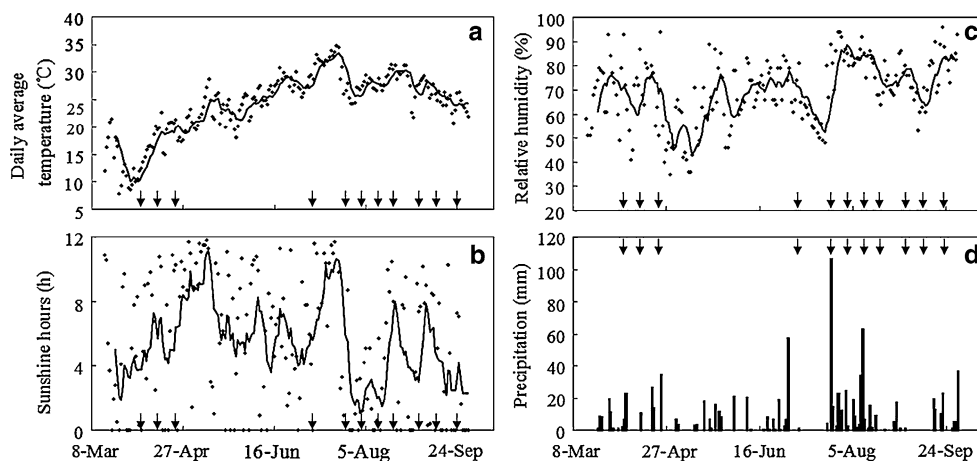 40
35
30
25
20
15
10
5
Daily average
temperature (℃)
a
12
8
4
0
Sunshine hours (h)
b
8-Mar 27-Apr 16-Jun 5-Aug 24-Sep
100
90
80
70
60
50
40
30
20
Relative humidity (%)
c
120
100
80
60
40
20
0
Precipitation (mm)
d
8-Mar 27-Apr 16-Jun 5-Aug 24-Sep